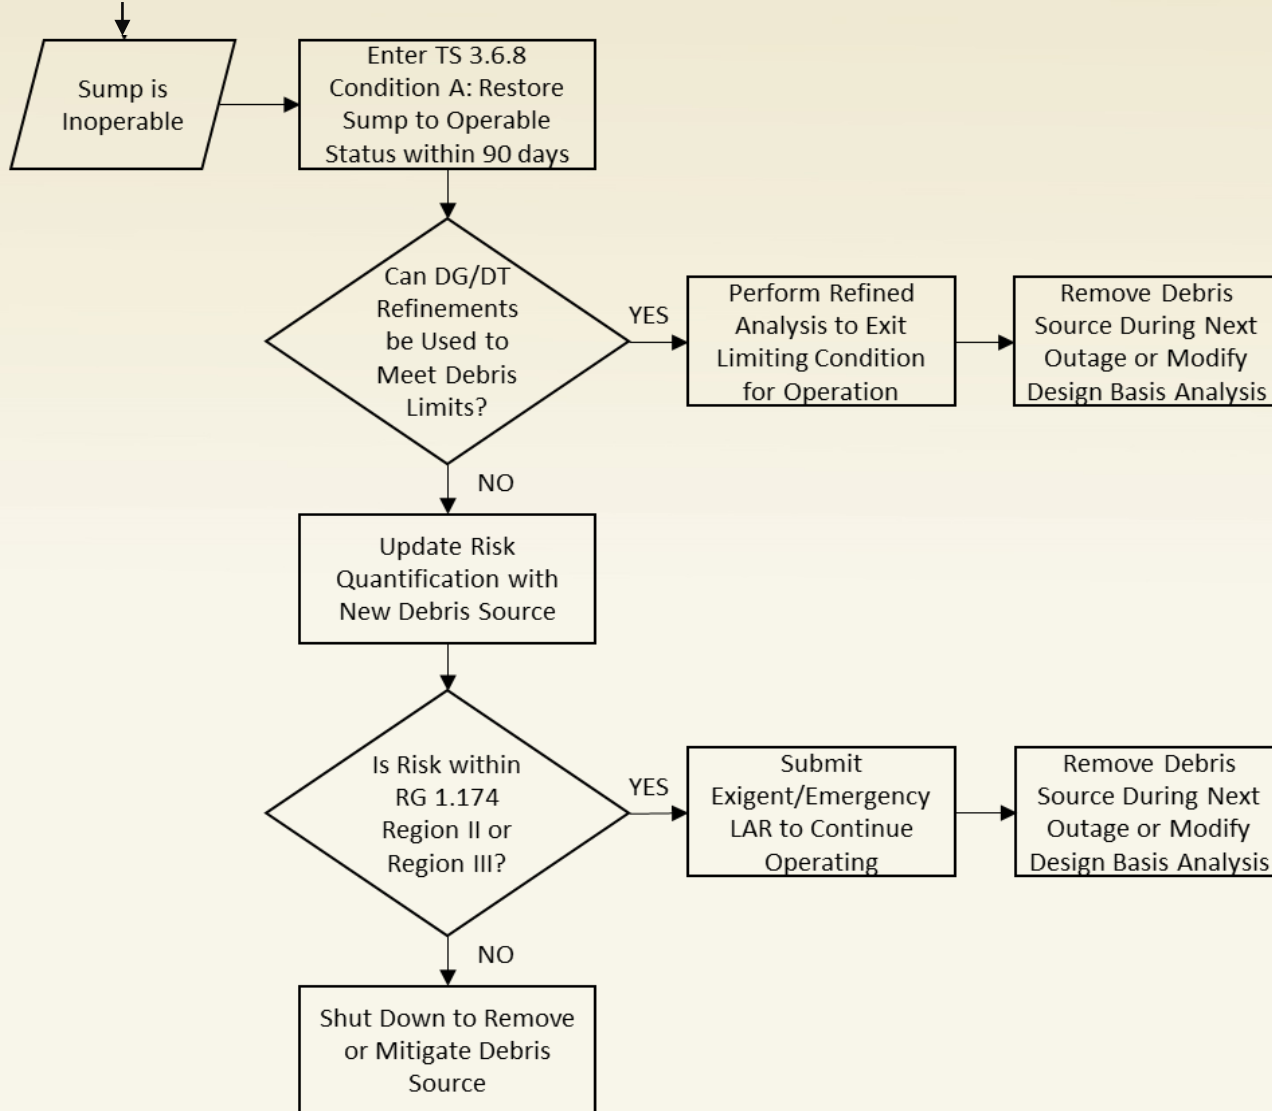 Sump is
Inoperable
Enter TS 3.6.8
Condition A: Restore
Sump to Operable
Status within 90 days
Can DG/DT
Refinements
be Used to
Meet Debris
Limits?
YES
Perform Refined
Analysis to Exit
Limiting Condition
for Operation
Remove Debris
Source During Next
Outage or Modify
Design Basis Analysis
NO
Update Risk
Quantification with
New Debris Source
Is Risk within
RG 1.174
Region II or
Region III?
YES
Submit
Exigent/Emergency
LAR to Continue
Operating
Remove Debris
Source During Next
Outage or Modify
Design Basis Analysis
NO
Shut Down to Remove
or Mitigate Debris
Source